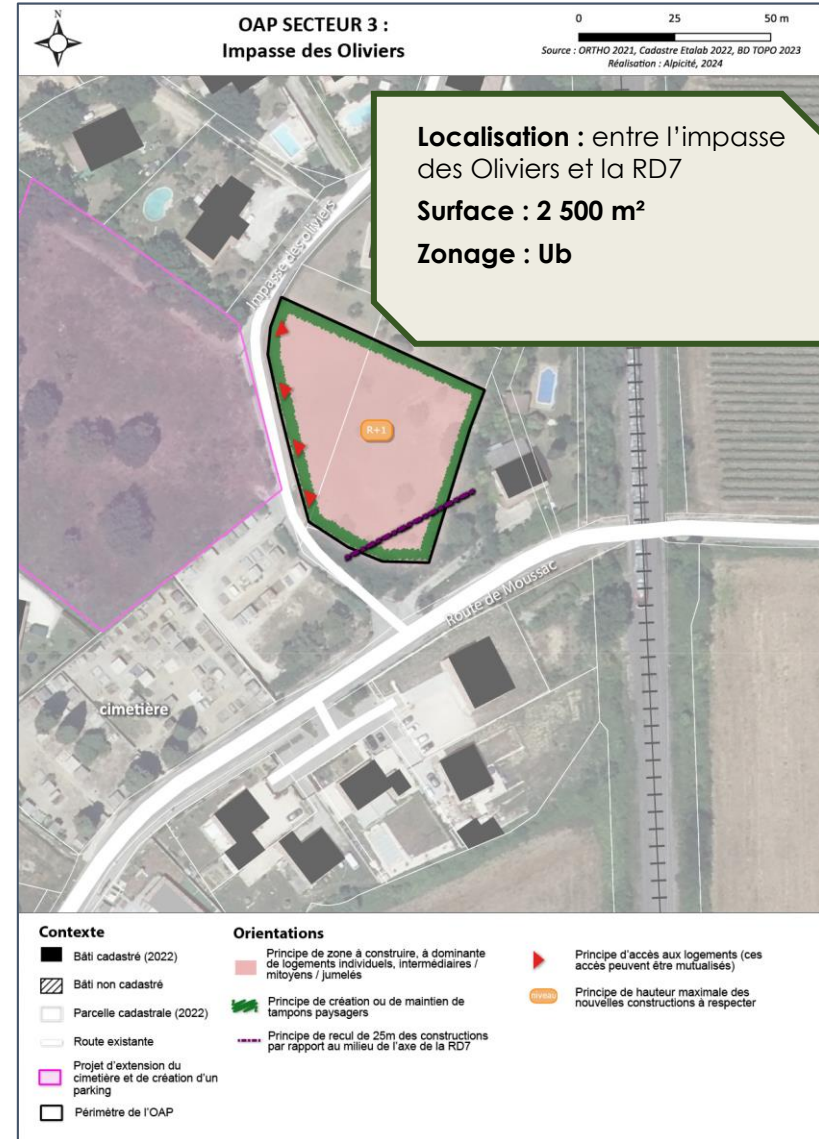 N
OAP SECTEUR 3 :
Impasse des Oliviers
0 25 50 m
Source : ORTHO 2021, Cadastre Etalab 2022, BD TOPO 2023
Réalisation : Alpicité, 2024
Localisation : entre l'impasse
des Oliviers et la RD7
Surface : 2 500 m²
Zonage : Ub
Impasse des oliviers
R+1
Route de Moussac
cimetière
Contexte
Bâti cadastré (2022)
Bâti non cadastré
Parcelle cadastrale (2022)
Route existante
Projet d'extension du
cimetière et de création d'un
parking
Périmètre de l'OAP
Orientations
Principe de zone à construire, à dominante
de logements individuels, intermédiaires /
mitoyens / jumelés
Principe de création ou de maintien de
tampons paysagers
Principe de recul de 25m des constructions
par rapport au milieu de l'axe de la RD7
Principe d'accès aux logements (ces
accès peuvent être mutualisés)
niveau
Principe de hauteur maximale des
nouvelles constructions à respecter